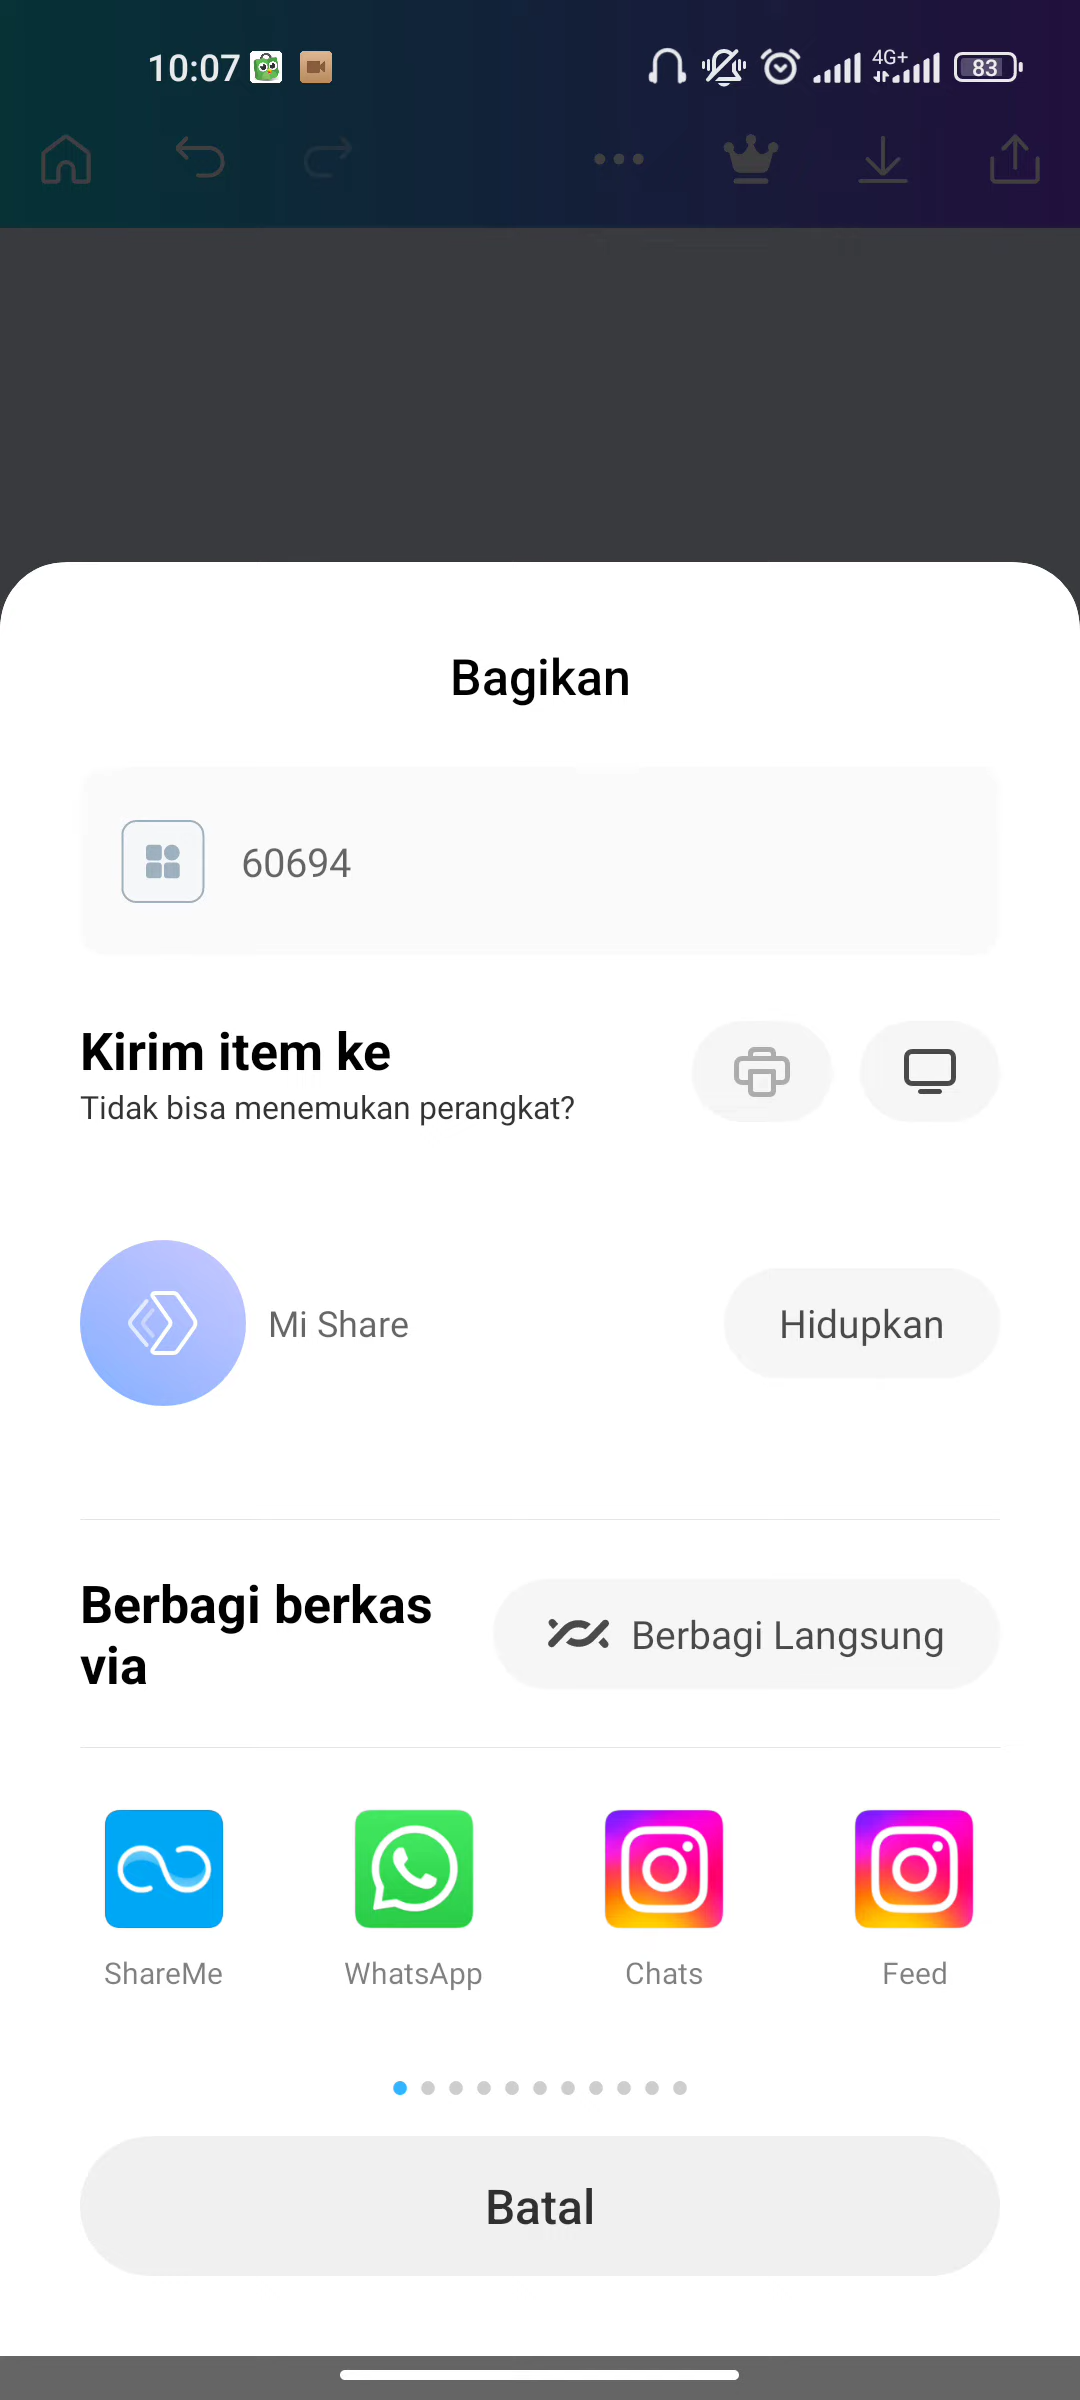 10:07
4G+
83
Bagikan
60694
Kirim item ke
Tidak bisa menemukan perangkat?
Mi Share
Hidupkan
Berbagi berkas
via
Berbagi Langsung
ShareMe
WhatsApp
Chats
Feed
Batal